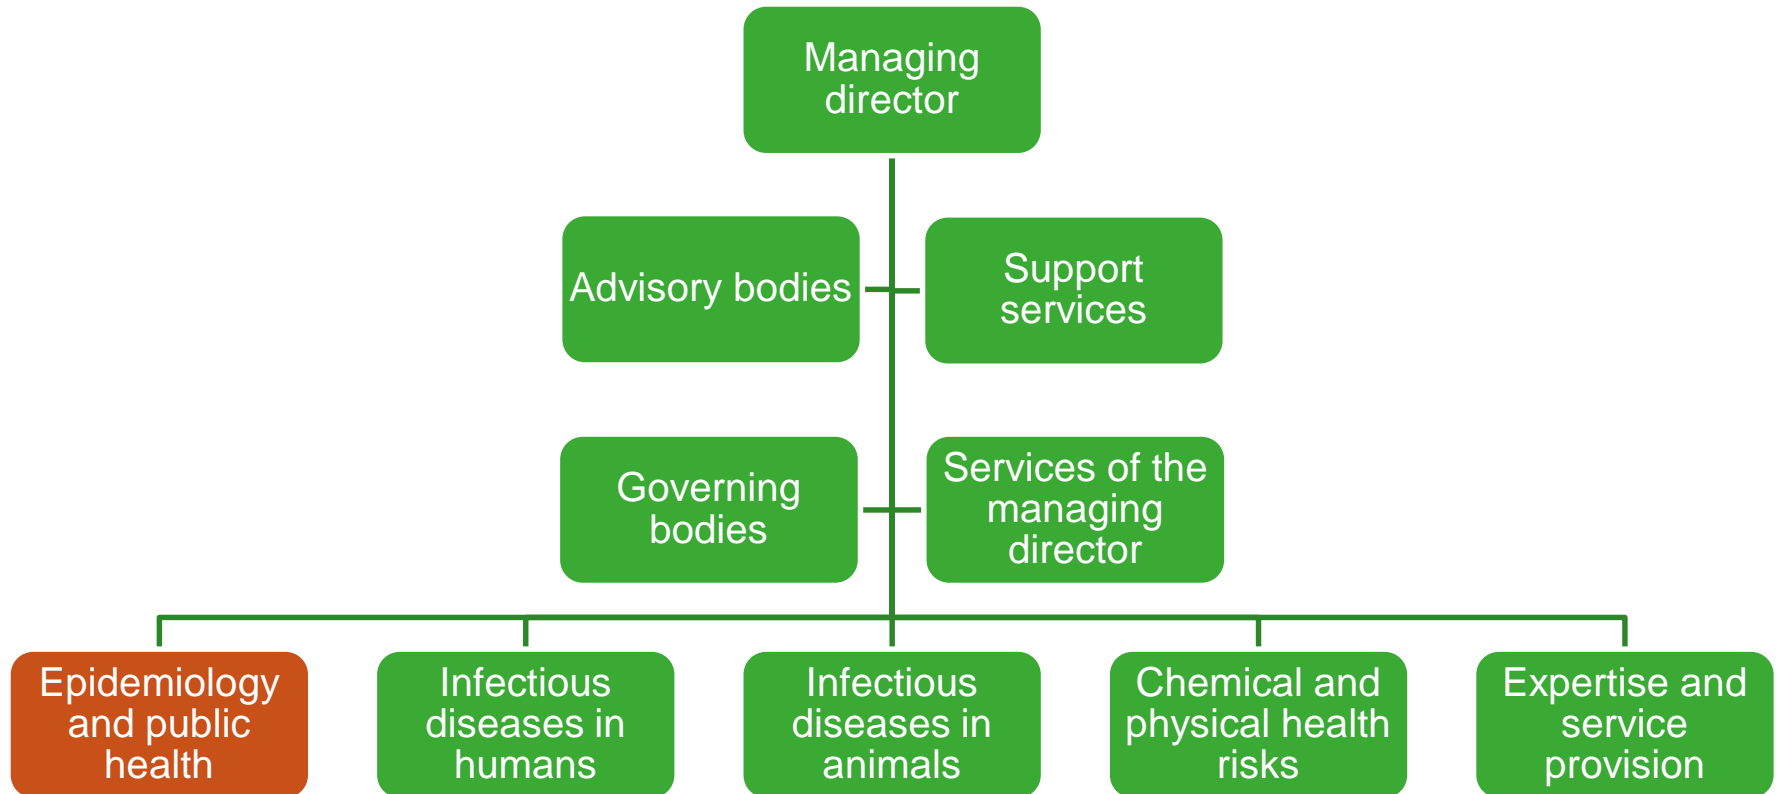 Managing
director
Advisory bodies
Support
services
Governing
bodies
Services of the
managing
director
Epidemiology
and public
health
Infectious
diseases in
humans
Infectious
diseases in
animals
Chemical and
physical health
risks
Expertise and
service
provision